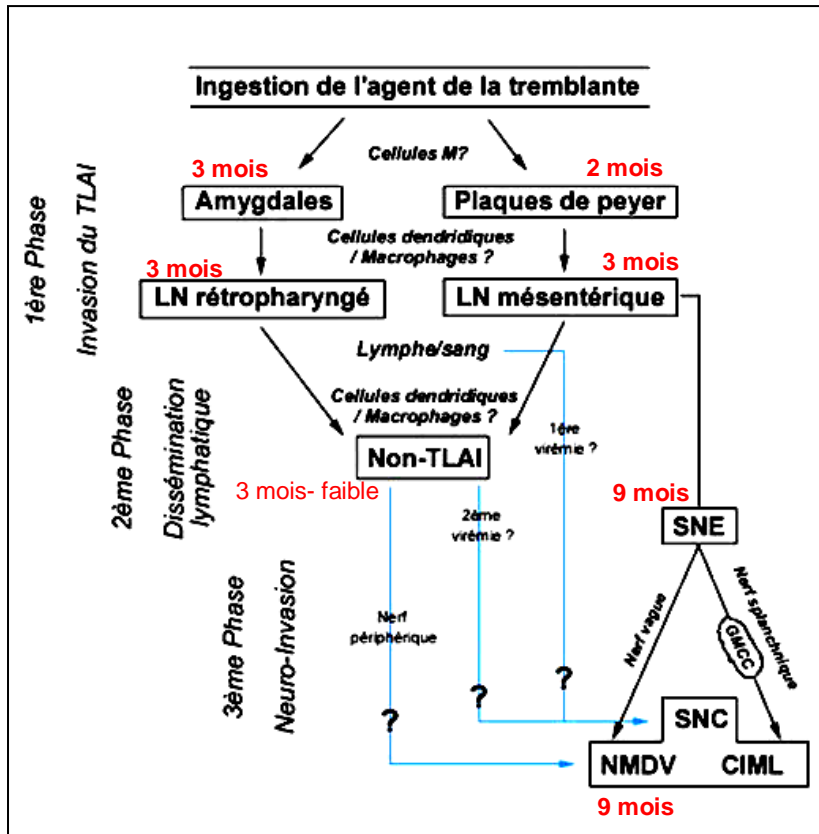 Ingestion de l'agent de la tremblante
Cellules M?
3 mois
2 mois
Amygdales
Plaques de peyer
Cellules dendridiques
/ Macrophages ?
3 mois
3 mois
LN rétropharyngé
LN mésentérique
1ère Phase
Invasion du TLAI
Lymphe/sang
Cellules dendridiques
/ Macrophages ?
1ére
virémie ?
Non-TLAI
3 mois- faible
2ème Phase
Dissémination
lymphatique
2ème
virémie ?
9 mois
SNE
Nerf
périphérique
Nerf vague
Nerf splanchnique
GMCC
3ème Phase
Neuro-Invasion
?
?
?
SNC
NMDV
CIML
9 mois